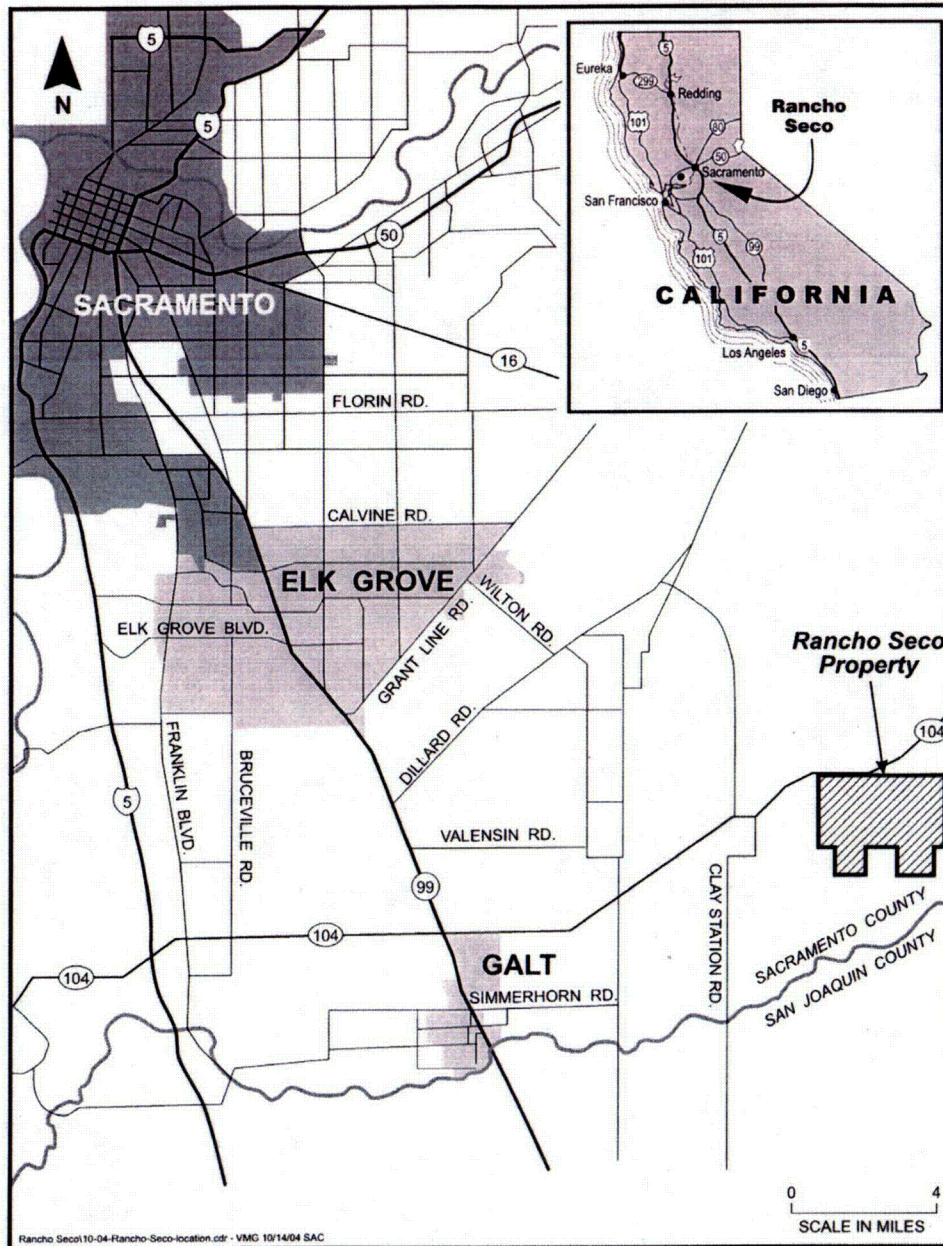 N
5
5
50
SACRAMENTO
16
FLORIN RD.
CALVINE RD.
ELK GROVE
WILTON RD.
ELK GROVE BLVD.
GRANT LINE RD.
DILLARD RD.
FRANKLIN BLVD.
BRUCEVILLE RD.
5
VALENSIN RD.
99
CLAY STATION RD.
104
104
GALT
SIMMERHORN RD.
Rancho Seco
Property
104
SACRAMENTO COUNTY
SAN JOAQUIN COUNTY
5
Eureka
299
Redding
101
Rancho
Seco
80
50
Sacramento
San Francisco
101
5
99
CALIFORNIA
Los Angeles
5
San Diego
0 4
SCALE IN MILES
Rancho Seco\10-04-Rancho-Seco-location.cdr - VMG 10/14/04 SAC